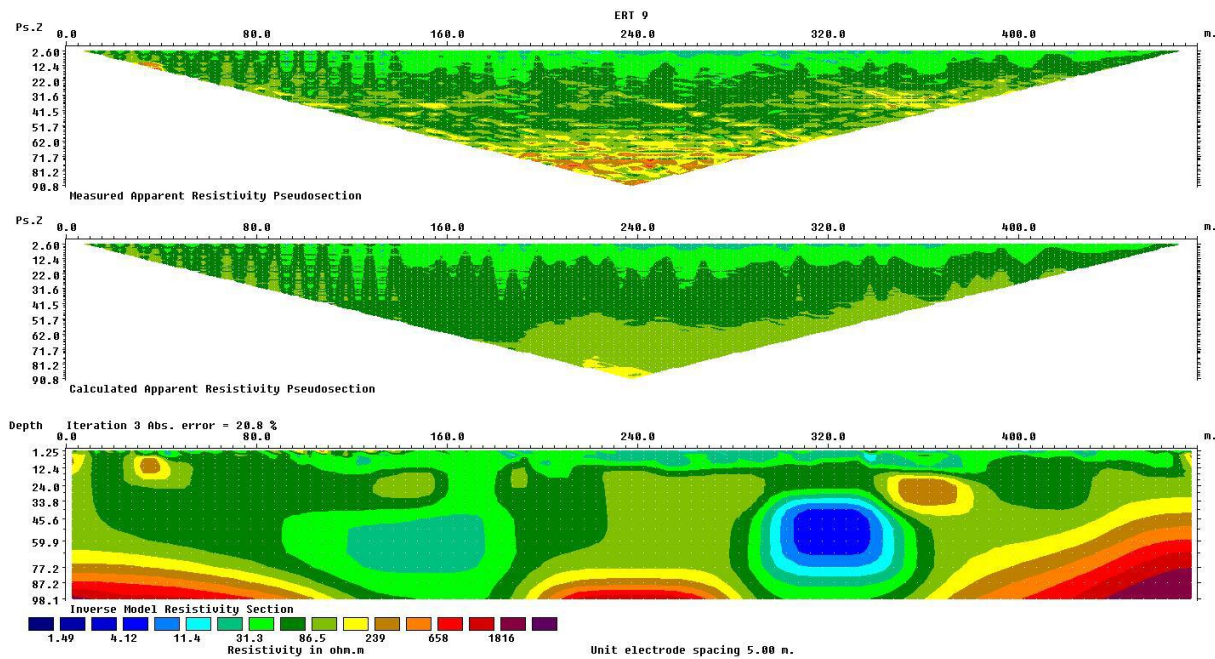 ERT 9
Ps.Z 0.0 80.0 160.0 240.0 320.0 400.0 m.
2.60
12.4
22.0
31.6
41.5
51.7
62.0
71.7
81.2
90.8
Measured Apparent Resistivity Pseudosection
Ps.Z 0.0 80.0 160.0 240.0 320.0 400.0 m.
2.60
12.4
22.0
31.6
41.5
51.7
62.0
71.7
81.2
90.8
Calculated Apparent Resistivity Pseudosection
Depth Iteration 3 Abs. error = 20.8 %
0.0 80.0 160.0 240.0 320.0 400.0 m.
1.25
12.4
24.0
33.8
45.6
59.9
77.2
87.2
98.1
Inverse Model Resistivity Section
1.49 4.12 11.4 31.3 86.5 239 658 1816
Resistivity in ohm.m Unit electrode spacing 5.00 m.